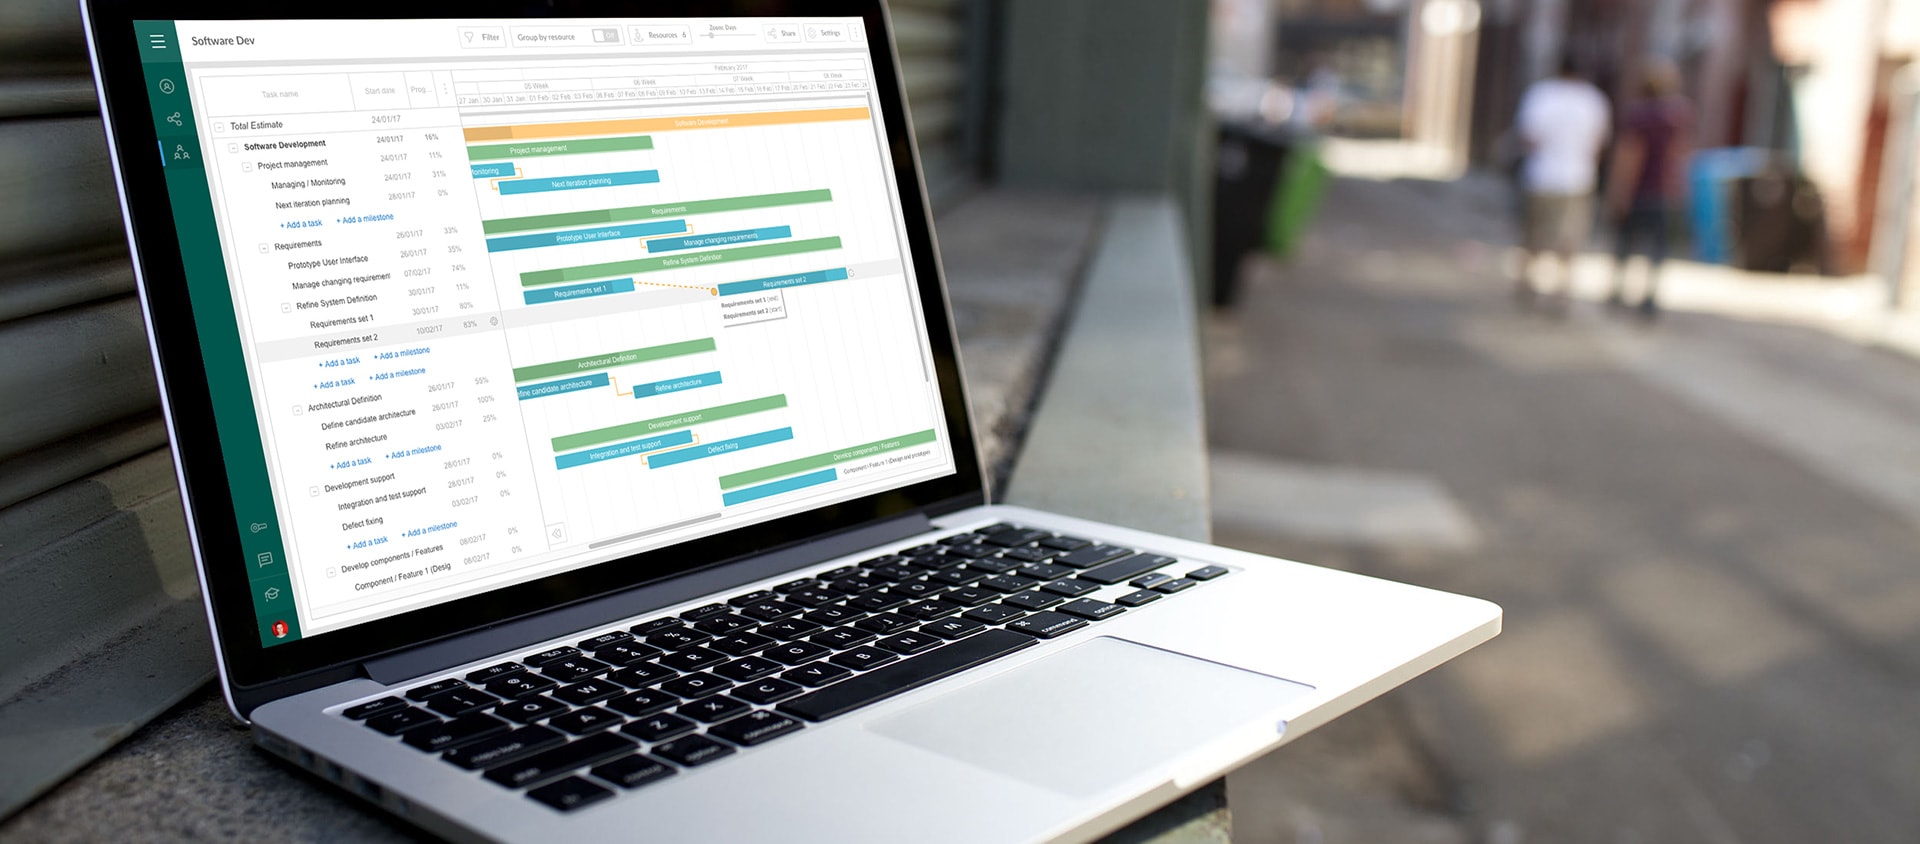 Software Dev
Filter
Group by resource
Off
Resources 6
Zoom: Days
Share
Settings
Task name
Start date
Prog...
February 2017
05 Week
06 Week
07 Week
08 Week
27 Jan 30 Jan 31 Jan 01 Feb 02 Feb 03 Feb 06 Feb 07 Feb 08 Feb 09 Feb 10 Feb 13 Feb 14 Feb 15 Feb 16 Feb 17 Feb 20 Feb 21 Feb 22 Feb 23 Feb
Total Estimate 24/01/17
Software Development 24/01/17 16%
Project management 24/01/17 11%
Managing / Monitoring 24/01/17 31%
Next iteration planning 28/01/17 0%
+ Add a task + Add a milestone
Requirements 26/01/17 33%
Prototype User Interface 26/01/17 35%
Manage changing requiremen 07/02/17 74%
Refine System Definition 30/01/17 11%
Requirements set 1 30/01/17 80%
Requirements set 2 10/02/17 83%
+ Add a task + Add a milestone
+ Add a task + Add a milestone
Architectural Definition 26/01/17 55%
Define candidate architecture 26/01/17 100%
Refine architecture 03/02/17 25%
+ Add a task + Add a milestone
Development support 28/01/17 0%
Integration and test support 28/01/17 0%
Defect fixing 03/02/17 0%
+ Add a task + Add a milestone
Develop components / Features 08/02/17 0%
Component / Feature 1 (Desig 08/02/17 0%
Software Development
Project management
onitoring
Next iteration planning
Requirements
Prototype User Interface
Manage changing requirements
Refine System Definition
Requirements set 1
Requirements set 2
Requirements set 1 (end)
Requirements set 2 (start)
Architectural Definition
efine candidate architecture
Refine architecture
Development support
Integration and test support
Defect fixing
Develop components / Features
Component / Feature 1 (Design and prototype)
esc
1 2 3 4 5 6 7 8
Q W E R T Y U
A S D F G H J K L
Z X C V B N M
command
command
option